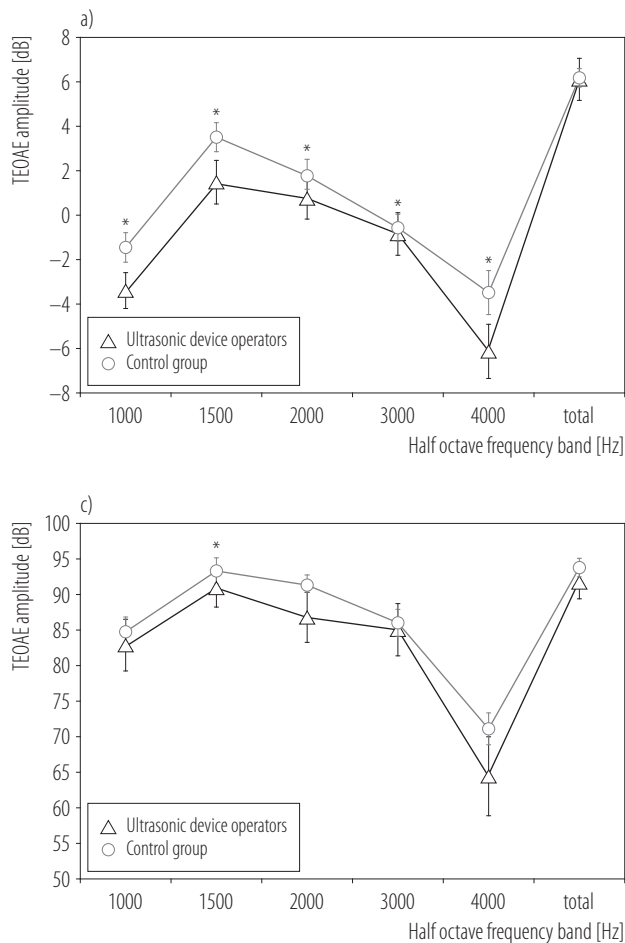 a)
TEOAE amplitude [dB]
8
6
4
2
0
−2
−4
−6
−8
*
*
*
*
*
Ultrasonic device operators
Control group
1000 1500 2000 3000 4000 total
Half octave frequency band [Hz]
c)
TEOAE amplitude [dB]
100
95
90
85
80
75
70
65
60
55
50
*
Ultrasonic device operators
Control group
1000 1500 2000 3000 4000 total
Half octave frequency band [Hz]